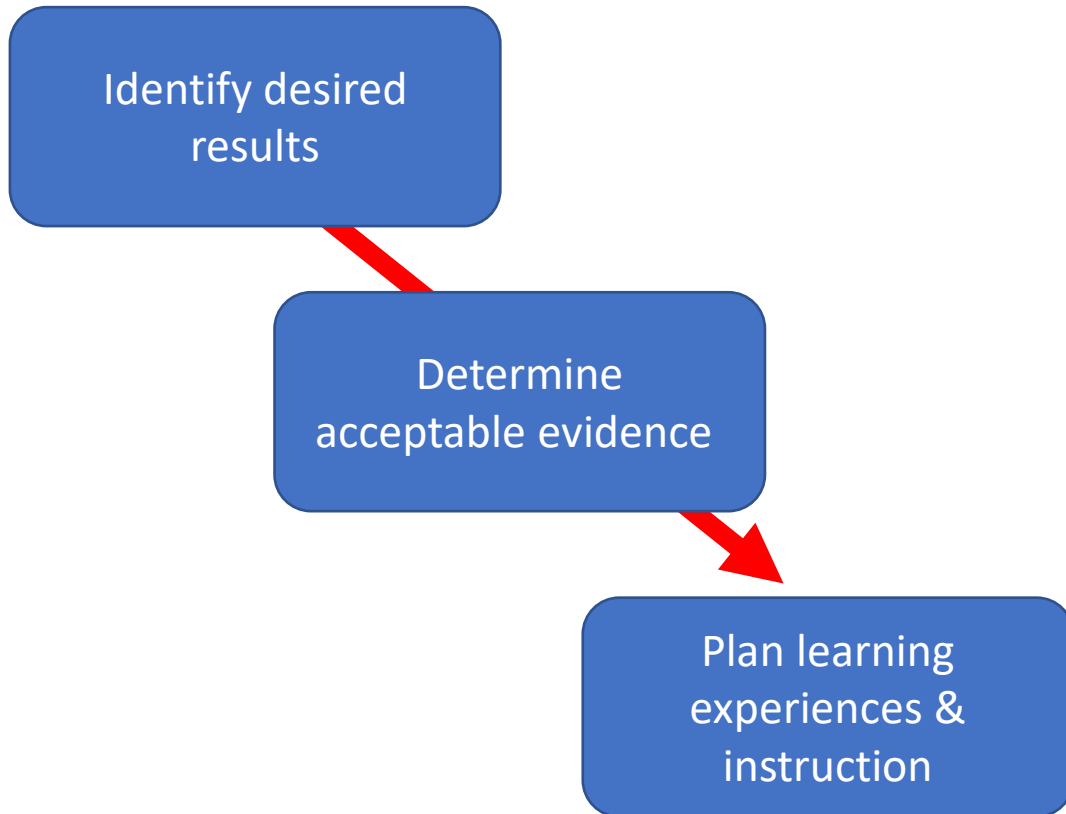 Identify desired
results
Determine
acceptable evidence
Plan learning
experiences &
instruction